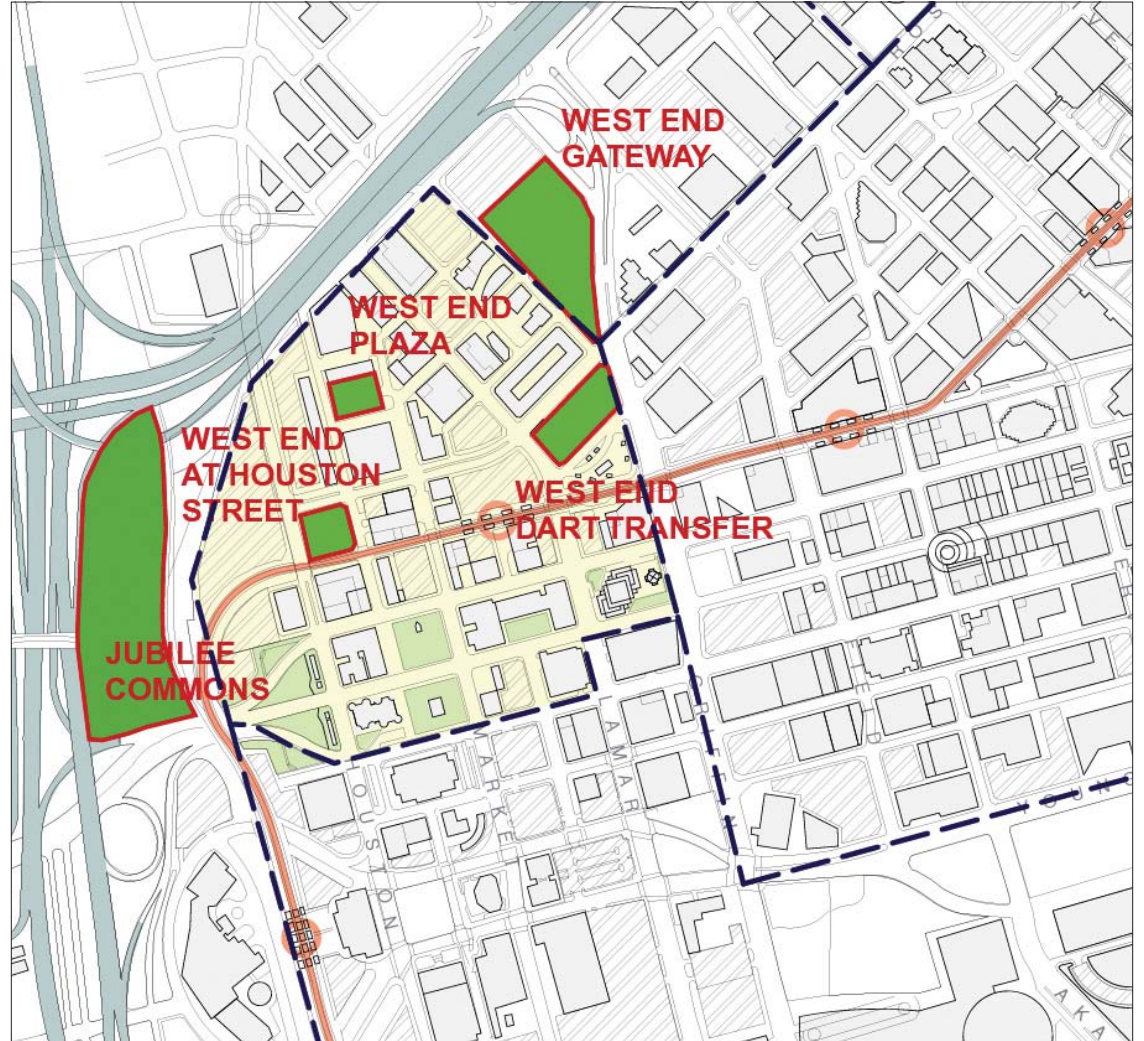 WEST END
GATEWAY
WEST END
PLAZA
WEST END
AT HOUSTON
STREET
WEST END
DART TRANSFER
JUBILEE
COMMONS
HOUSTON
LAMAR